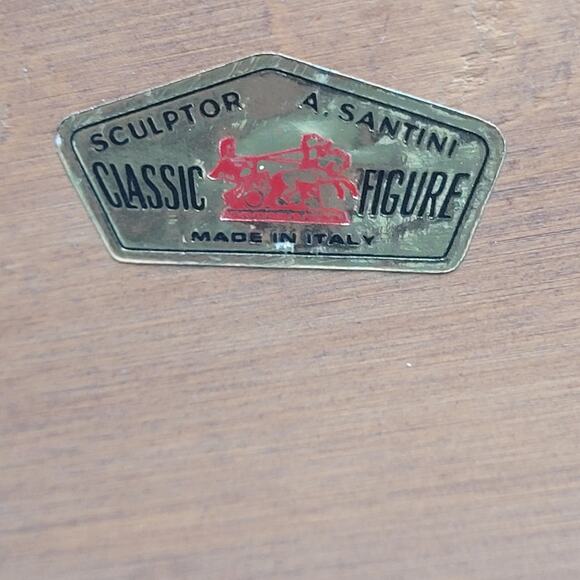 SCULPTOR A. SANTINI
CLASSIC FIGURE
MADE IN ITALY